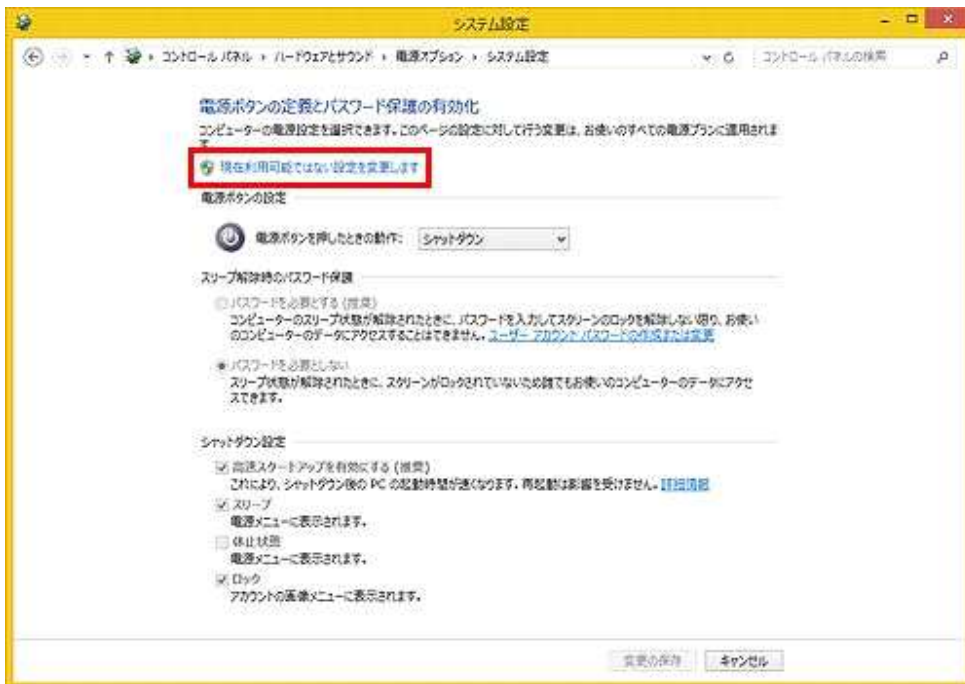 システム設定
コントロール パネル › ハードウェアとサウンド › 電源オプション › システム設定
コントロール パネルの検索
電源ボタンの定義とパスワード保護の有効化
コンピューターの電源設定を選択できます。このページの設定に対して行う変更は、お使いのすべての電源プランに適用されま
す。
現在利用可能ではない設定を変更します
電源ボタンの設定
電源ボタンを押したときの動作: シャットダウン
スリープ解除時のパスワード保護
パスワードを必要とする (推奨)
コンピューターのスリープ状態が解除されたときに、パスワードを入力してスクリーンのロックを解除しない限り、お使い
のコンピューターのデータにアクセスすることはできません。ユーザー アカウント パスワードの作成または変更
パスワードを必要としない
スリープ状態が解除されたときに、スクリーンがロックされていないため誰でもお使いのコンピューターのデータにアクセ
スできます。
シャットダウン設定
高速スタートアップを有効にする (推奨)
これにより、シャットダウン後の PC の起動時間が速くなります。再起動は影響を受けません。詳細情報
スリープ
電源メニューに表示されます。
休止状態
電源メニューに表示されます。
ロック
アカウントの画像メニューに表示されます。
変更の保存 キャンセル